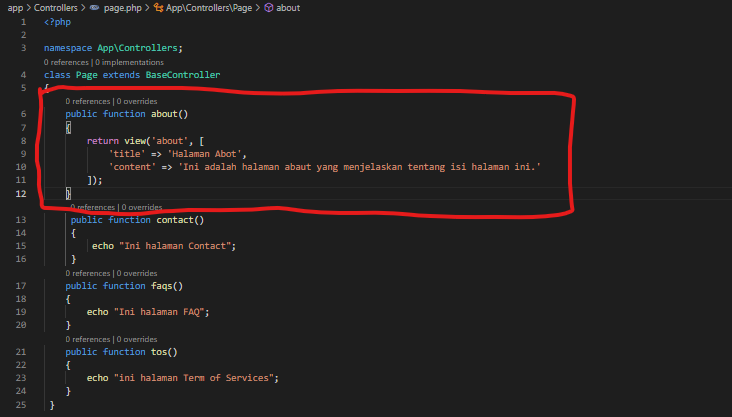 app > Controllers > page.php > App\Controllers\Page > about
1 <?php
2
3 namespace App\Controllers;
0 references | 0 implementations
4 class Page extends BaseController
5 {
0 references | 0 overrides
6 public function about()
7 {
8 return view('about', [
9 'title' => 'Halaman Abot',
10 'content' => 'Ini adalah halaman abaut yang menjelaskan tentang isi halaman ini.'
11 ]);
12 }
0 references | 0 overrides
13 public function contact()
14 {
15 echo "Ini halaman Contact";
16 }
0 references | 0 overrides
17 public function faqs()
18 {
19 echo "Ini halaman FAQ";
20 }
0 references | 0 overrides
21 public function tos()
22 {
23 echo "ini halaman Term of Services";
24 }
25 }